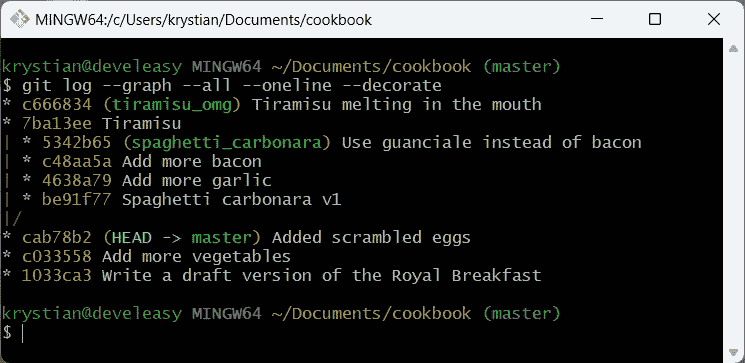 MINGW64:/c/Users/krystian/Documents/cookbook
krystian@develeasy MINGW64 ~/Documents/cookbook (master)
$ git log --graph --all --oneline --decorate
* c666834 (tiramisu_omg) Tiramisu melting in the mouth
* 7ba13ee Tiramisu
| * 5342b65 (spaghetti_carbonara) Use guanciale instead of bacon
| * c48aa5a Add more bacon
| * 4638a79 Add more garlic
| * be91f77 Spaghetti carbonara v1
|/
* cab78b2 (HEAD -> master) Added scrambled eggs
* c033558 Add more vegetables
* 1033ca3 Write a draft version of the Royal Breakfast
krystian@develeasy MINGW64 ~/Documents/cookbook (master)
$